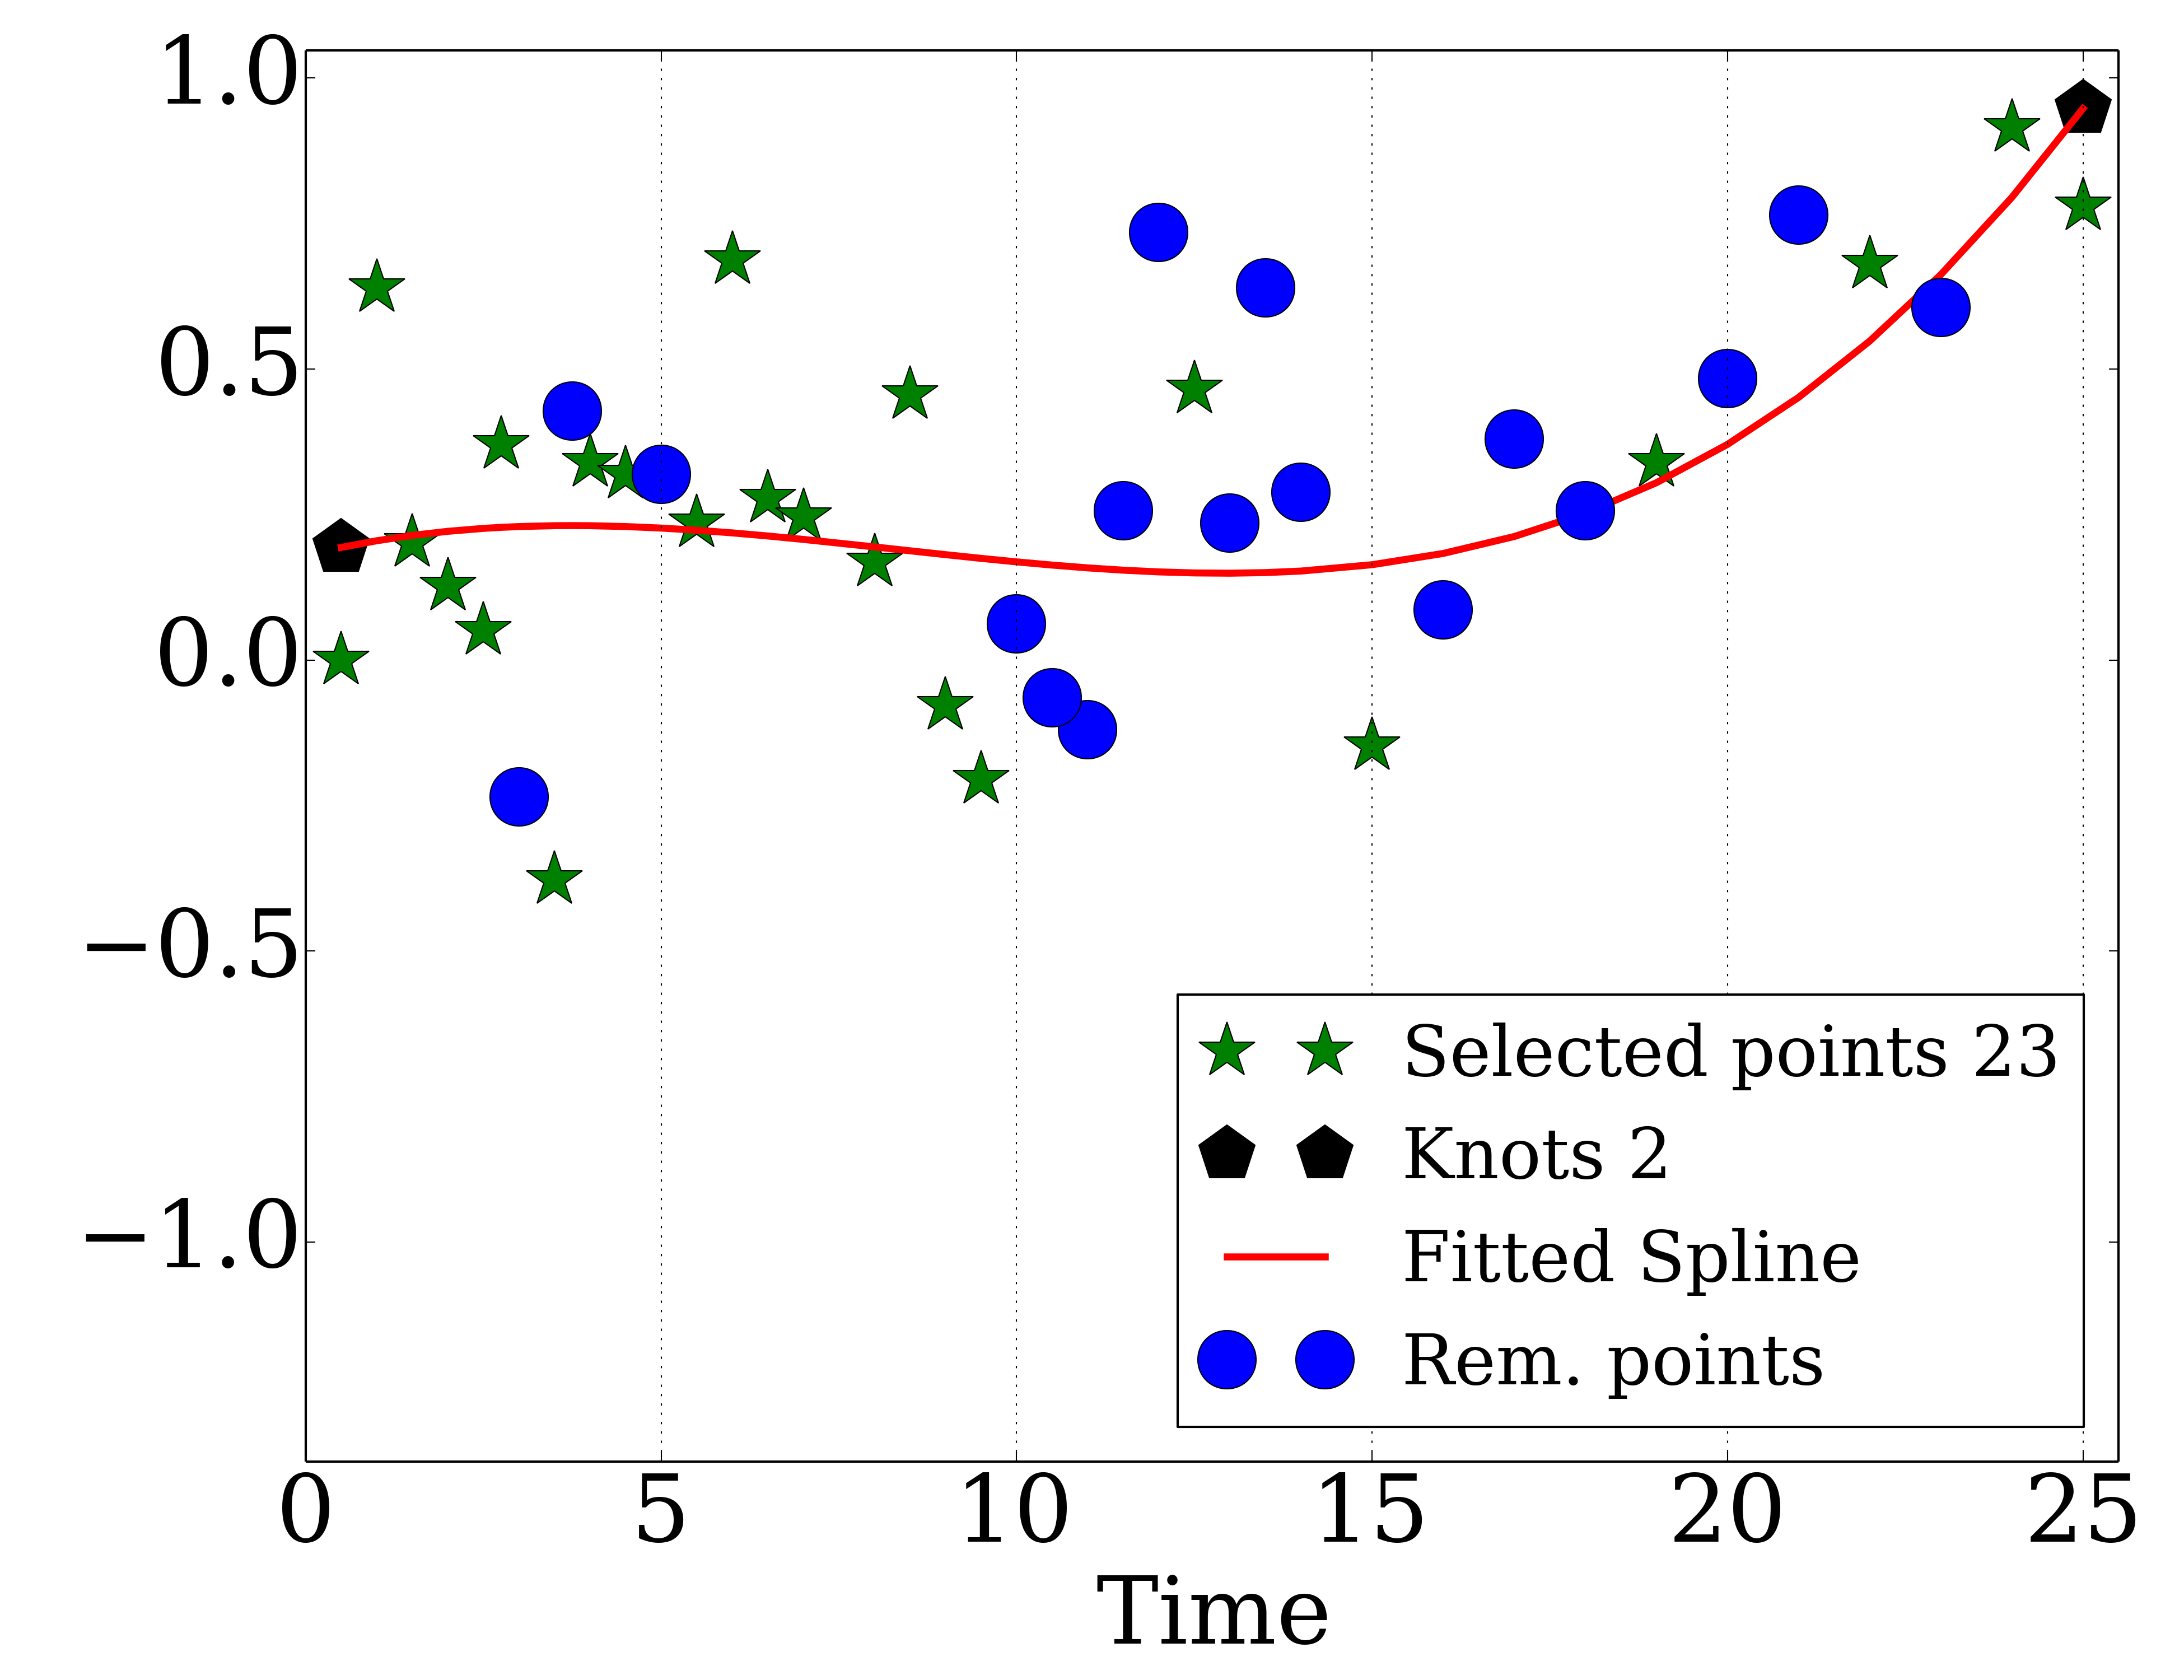 1.0
0.5
0.0
−0.5
−1.0
Selected points 23
Knots 2
Fitted Spline
Rem. points
0 5 10 15 20 25
Time